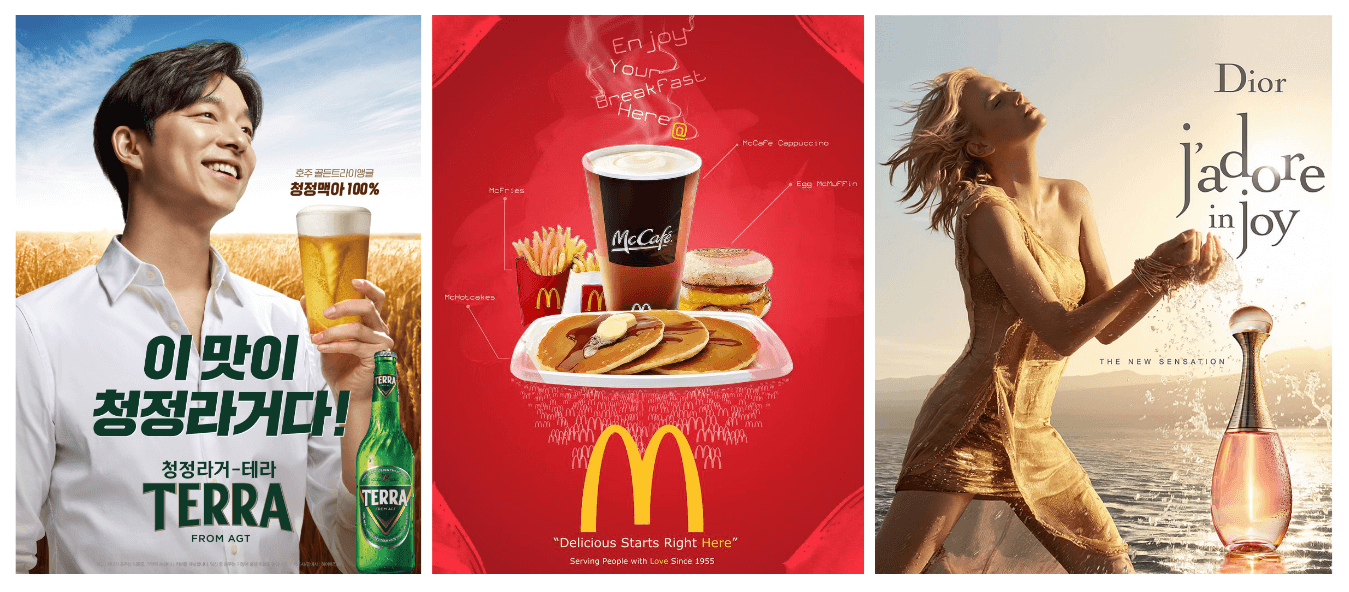 호주 골든트라이앵글
청정맥아 100%
이 맛이
청정라거다!
청정라거-테라
TERRA
FROM AGT
TERRA
TERRA
FROM AGT
Enjoy
Your
Breakfast
Here
@
McCafe Cappuccino
Egg McMuffin
McFries
McHotcakes
McCafé
“Delicious Starts Right Here”
Serving People with Love Since 1955
Dior
j’adore
in joy
THE NEW SENSATION